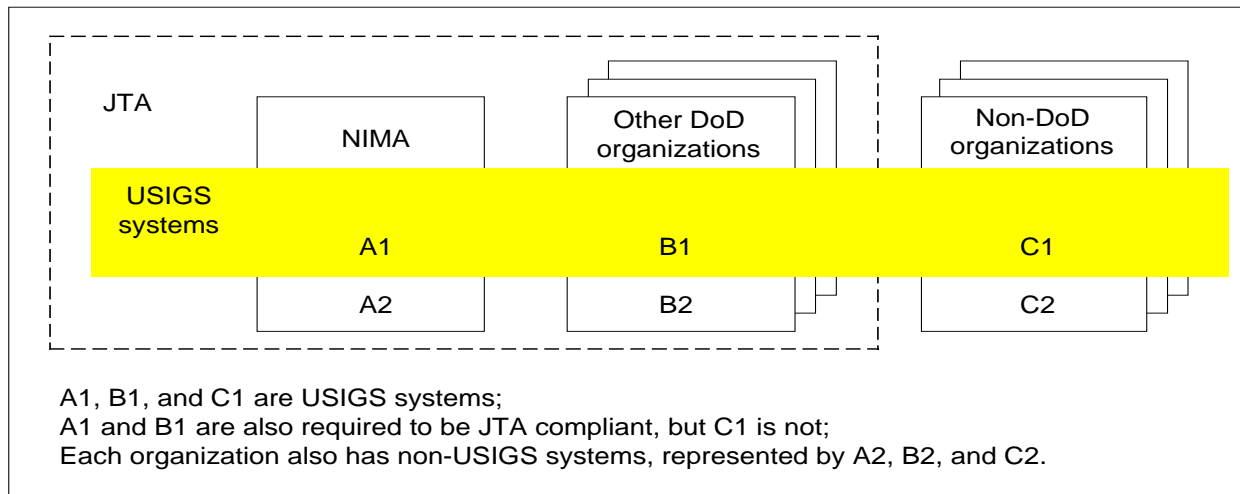 JTA
NIMA
Other DoD
organizations
Non-DoD
organizations
USIGS
systems
A1
B1
C1
A2
B2
C2
A1, B1, and C1 are USIGS systems;
A1 and B1 are also required to be JTA compliant, but C1 is not;
Each organization also has non-USIGS systems, represented by A2, B2, and C2.